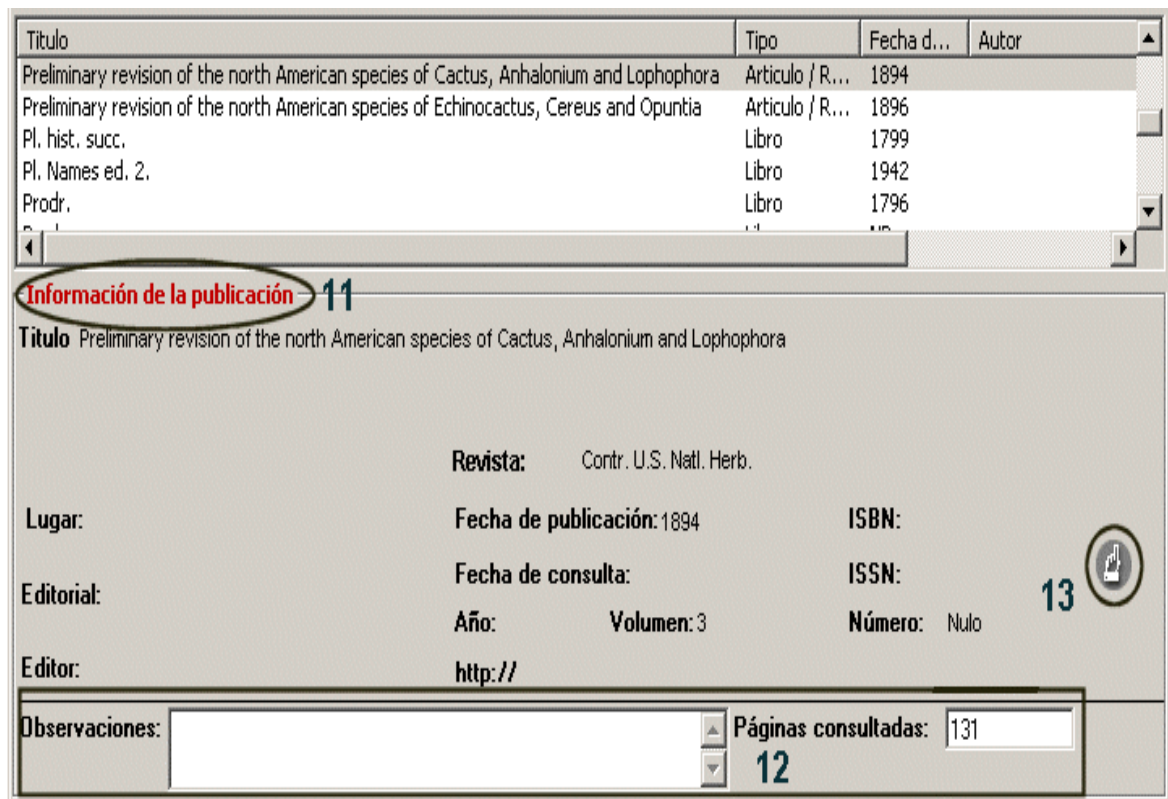 Titulo Tipo Fecha d... Autor
Preliminary revision of the north American species of Cactus, Anhalonium and Lophophora Articulo / R... 1894
Preliminary revision of the north American species of Echinocactus, Cereus and Opuntia Articulo / R... 1896
Pl. hist. succ. Libro 1799
Pl. Names ed. 2. Libro 1942
Prodr. Libro 1796
Información de la publicación 11
Titulo Preliminary revision of the north American species of Cactus, Anhalonium and Lophophora
Revista: Contr. U.S. Natl. Herb.
Lugar: Fecha de publicación: 1894 ISBN:
Fecha de consulta: ISSN:
Editorial: 13
Año: Volumen: 3 Número: Nulo
Editor: http://
Observaciones: Páginas consultadas: 131
12